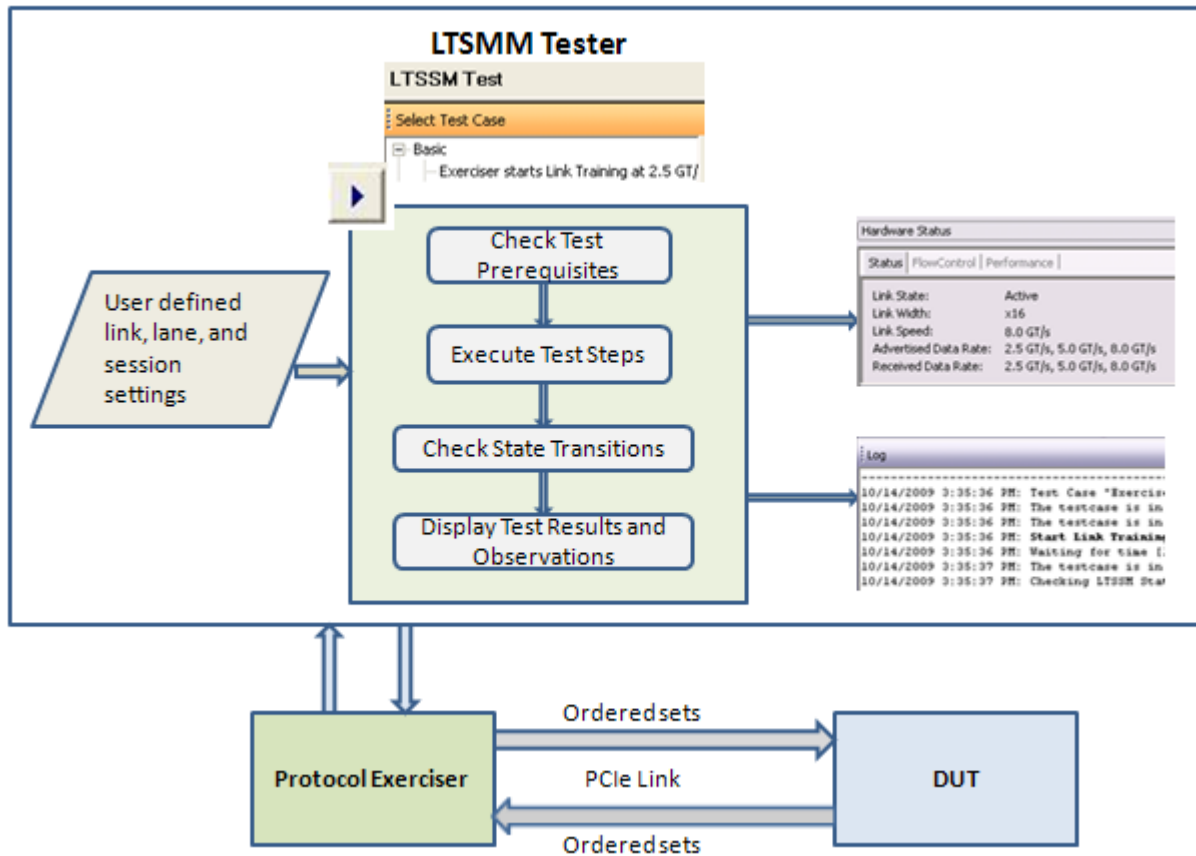 LTSMM Tester
LTSSM Test
Select Test Case
Basic
Exerciser starts Link Training at 2.5 GT/
User defined
link, lane, and
session
settings
Check Test
Prerequisites
Execute Test Steps
Check State Transitions
Display Test Results and
Observations
Hardware Status
Status FlowControl Performance
Link State: Active
Link Width: x16
Link Speed: 8.0 GT/s
Advertised Data Rate: 2.5 GT/s, 5.0 GT/s, 8.0 GT/s
Received Data Rate: 2.5 GT/s, 5.0 GT/s, 8.0 GT/s
Log
10/14/2009 3:35:36 PM: Test Case "Exercise
10/14/2009 3:35:36 PM: The testcase is in
10/14/2009 3:35:36 PM: The testcase is in
10/14/2009 3:35:36 PM: Start Link Training
10/14/2009 3:35:36 PM: Waiting for time
10/14/2009 3:35:37 PM: The testcase is in
10/14/2009 3:35:37 PM: Checking LTSSM Sta
Ordered sets
Protocol Exerciser
PCIe Link
DUT
Ordered sets